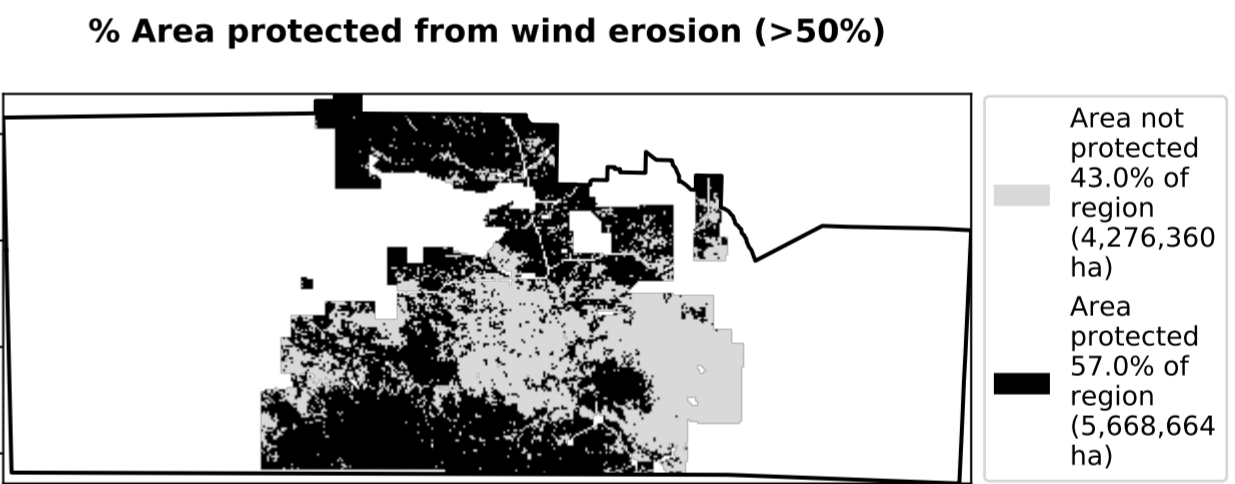 % Area protected from wind erosion (>50%)
Area not
protected
43.0% of
region
(4,276,360
ha)
Area
protected
57.0% of
region
(5,668,664
ha)